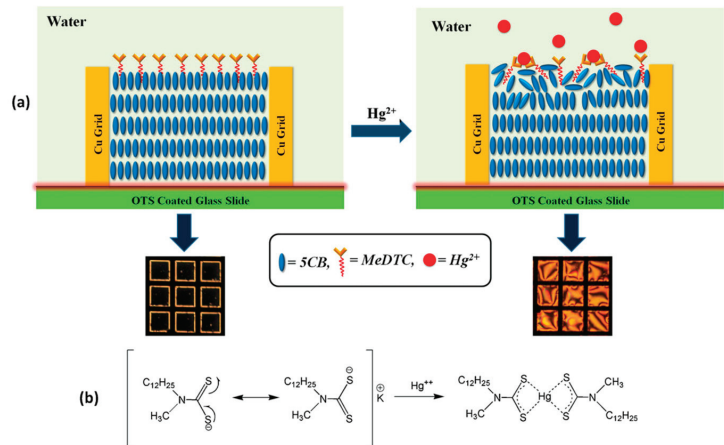 Water
Water
(a)
Cu Grid
Cu Grid
Hg²⁺
Cu Grid
Cu Grid
OTS Coated Glass Slide
OTS Coated Glass Slide
= 5CB, = MeDTC, = Hg²⁺
(b)
C₁₂H₂₅
N
H₃C
S
S
⊖
C₁₂H₂₅
N
H₃C
S
⊖
S
⊕
K
Hg⁺⁺
C₁₂H₂₅
N
H₃C
S
S
Hg
S
S
N
CH₃
C₁₂H₂₅